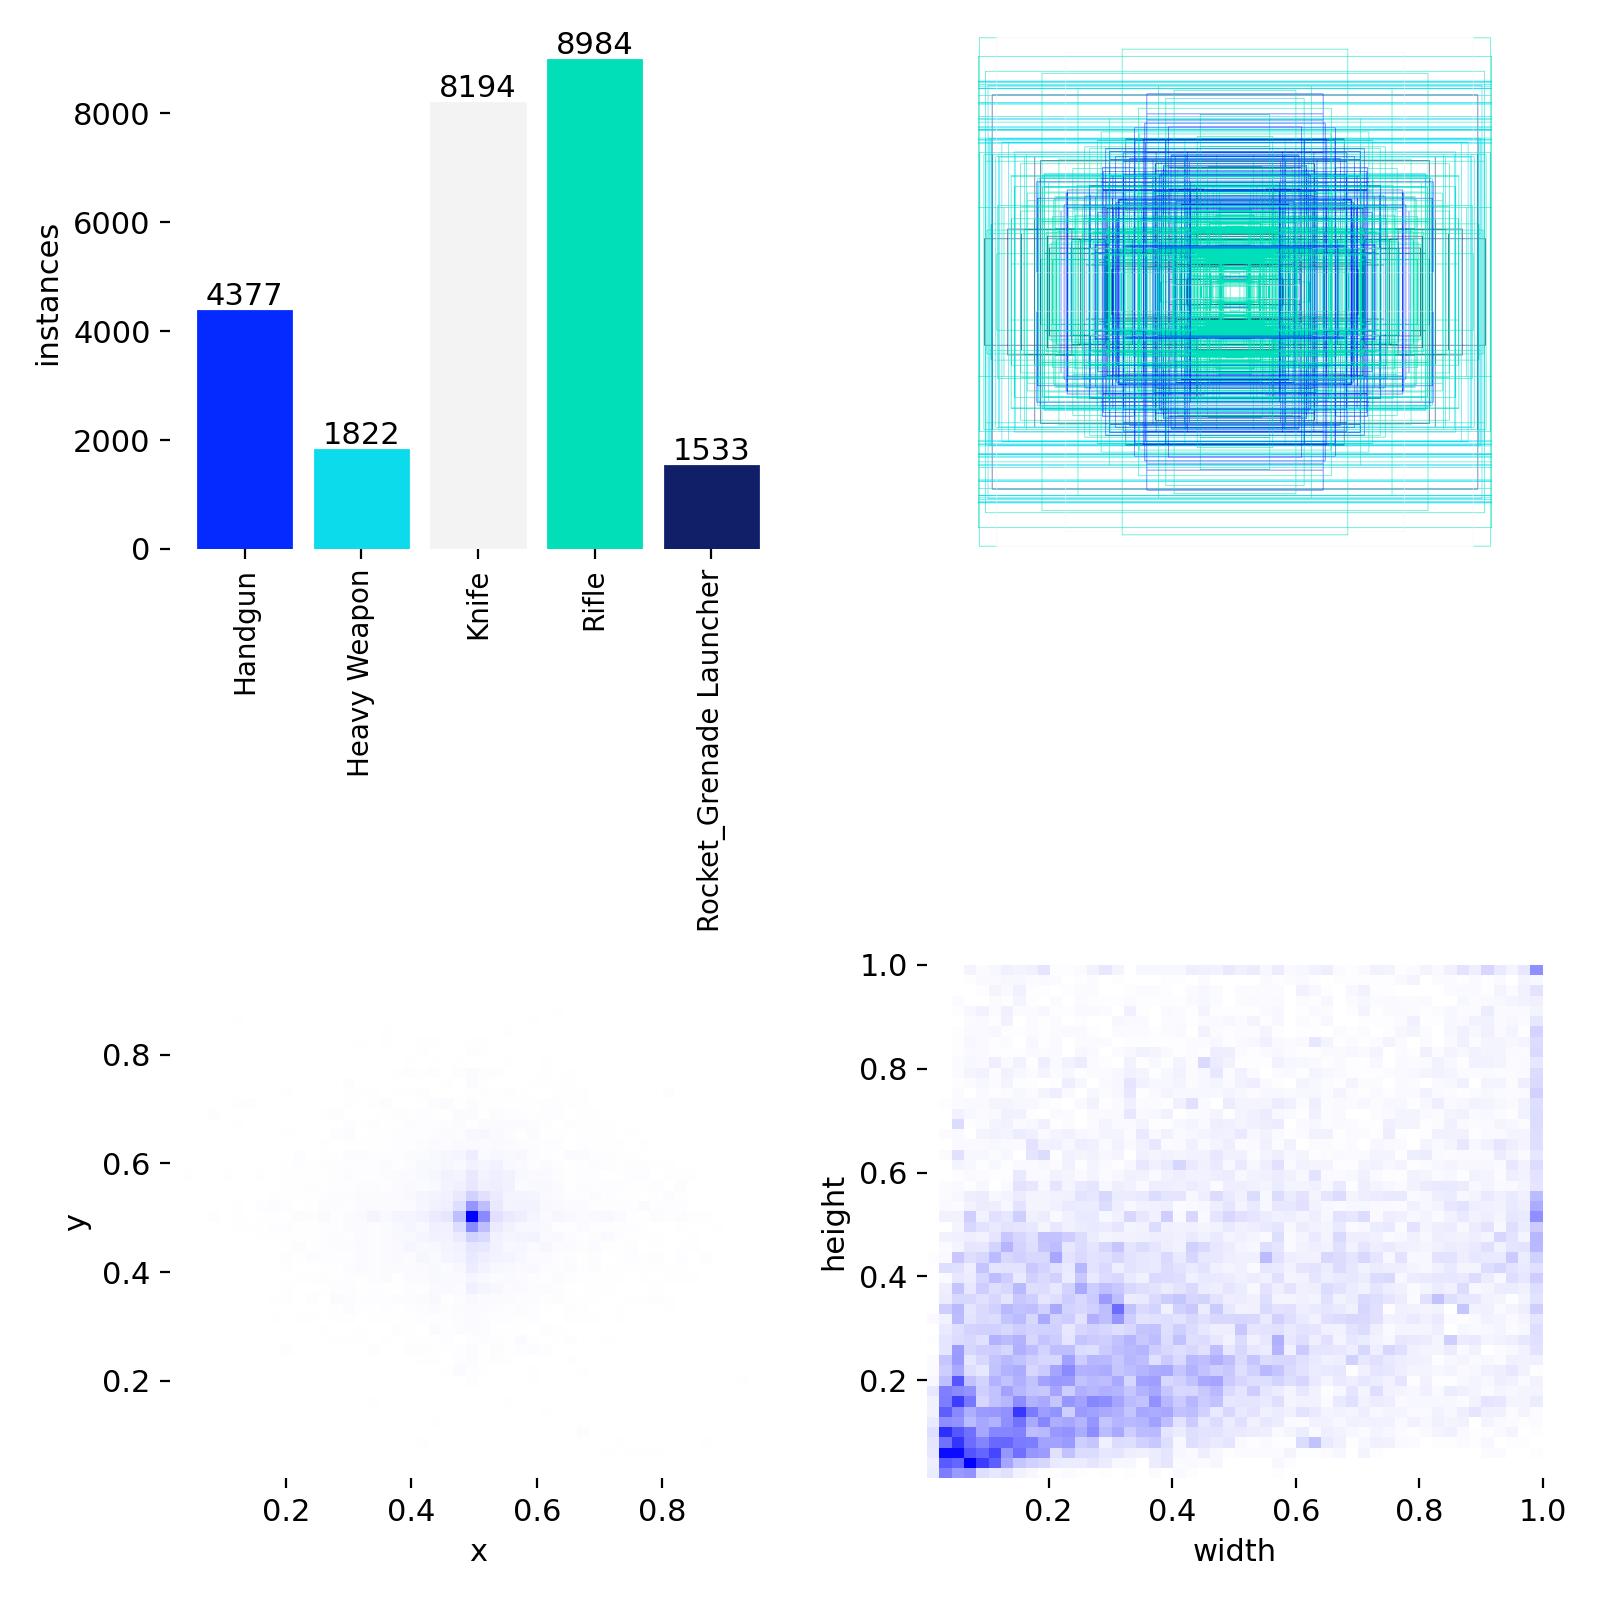 8984
8194
8000
6000
instances
4377
4000
1822
2000
1533
0
Handgun
Heavy Weapon
Knife
Rifle
Rocket_Grenade Launcher
0.8
0.6
y
0.4
0.2
0.2 0.4 0.6 0.8
x
1.0
0.8
0.6
height
0.4
0.2
0.2 0.4 0.6 0.8 1.0
width